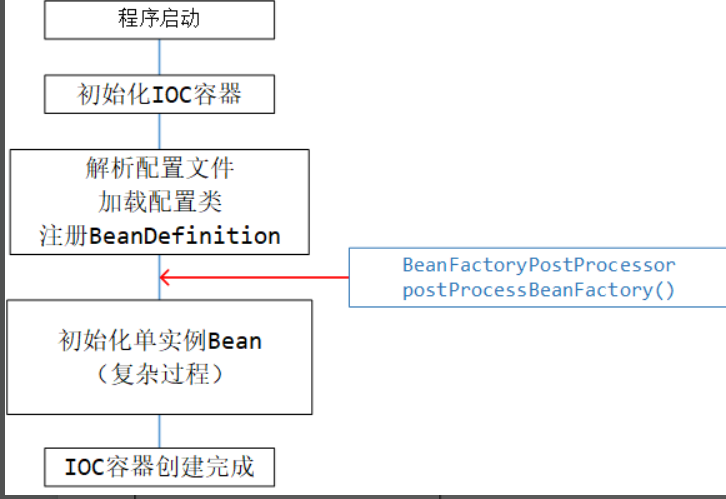 程序启动
初始化IOC容器
解析配置文件
加载配置类
注册BeanDefinition
BeanFactoryPostProcessor
postProcessBeanFactory()
初始化单实例Bean
（复杂过程）
IOC容器创建完成